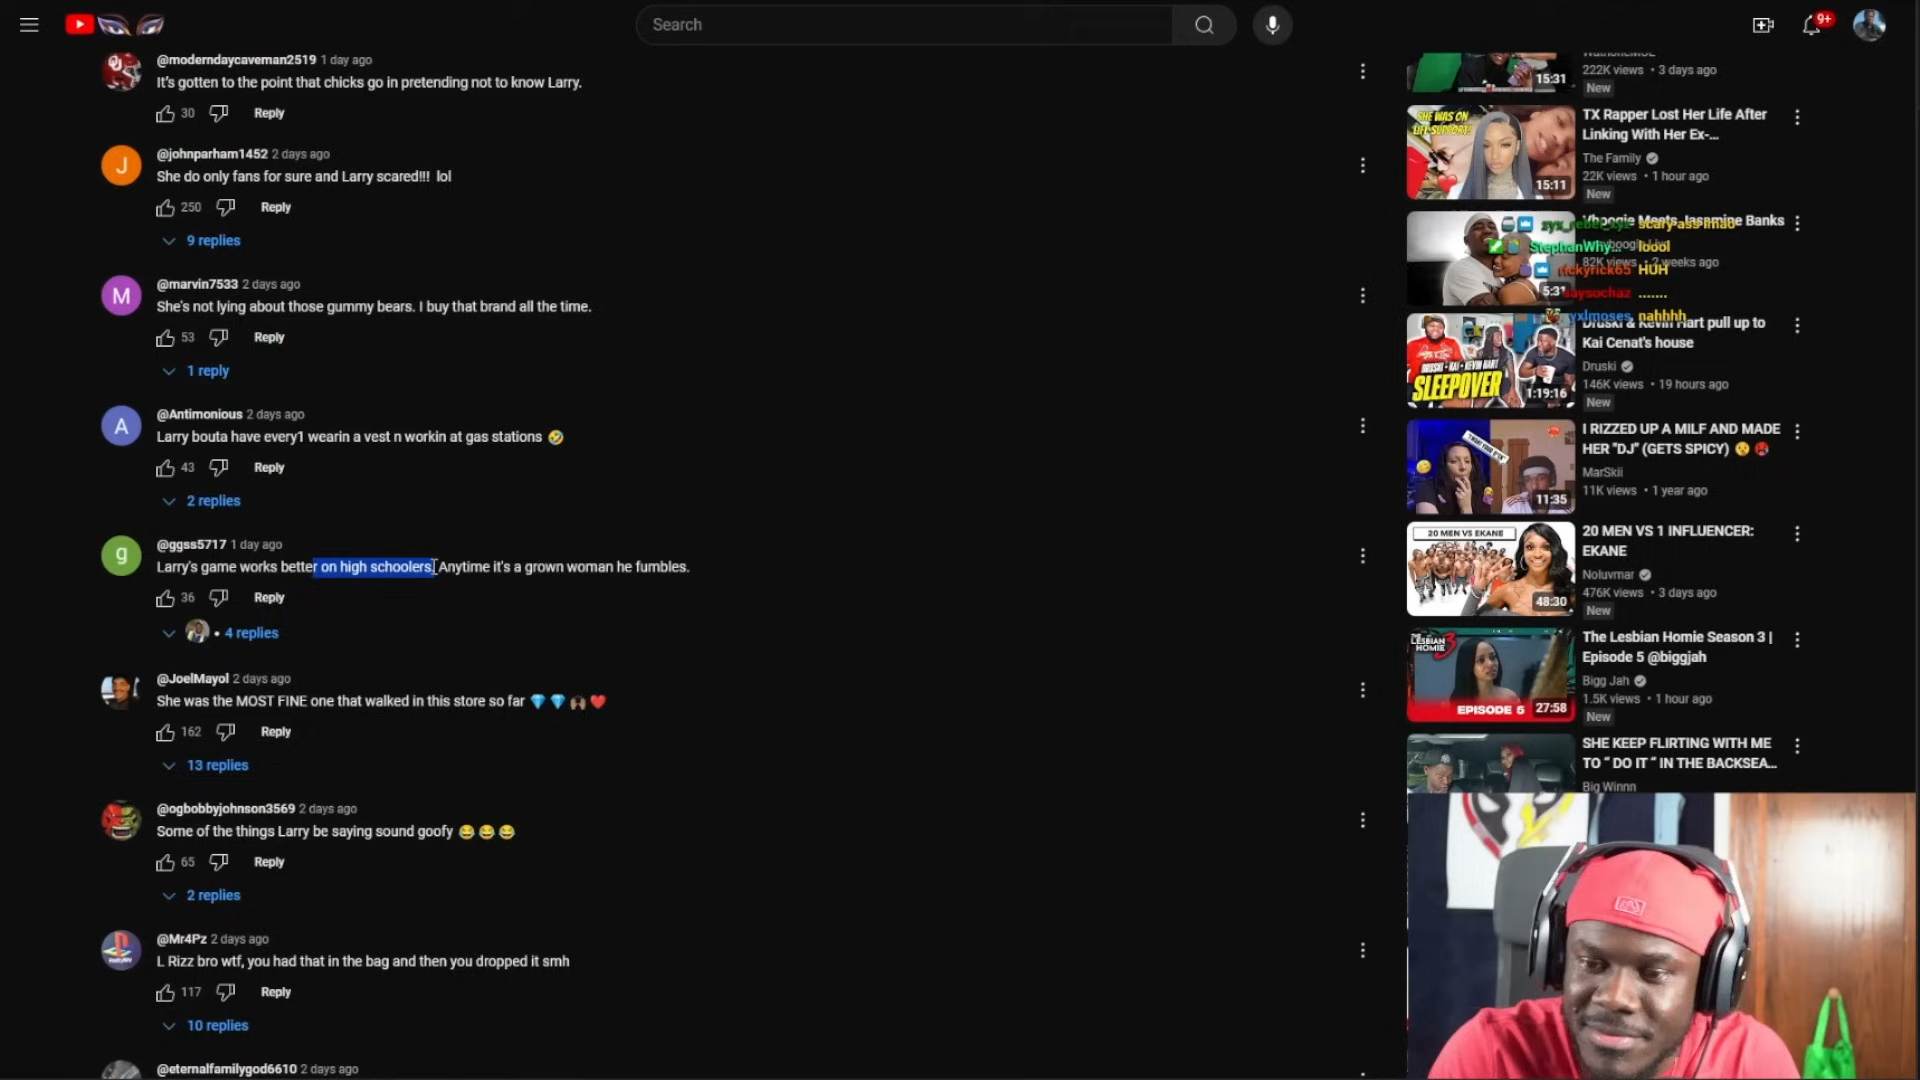 Search
9+
@moderndaycaveman2519 1 day ago
It's gotten to the point that chicks go in pretending not to know Larry.
30 Reply
@johnparham1452 2 days ago
She do only fans for sure and Larry scared!!! lol
250 Reply
9 replies
@marvin7533 2 days ago
She's not lying about those gummy bears. I buy that brand all the time.
53 Reply
1 reply
@Antimonious 2 days ago
Larry bouta have every1 wearin a vest n workin at gas stations 🤣
43 Reply
2 replies
@ggss5717 1 day ago
Larry's game works better on high schoolers. Anytime it's a grown woman he fumbles.
36 Reply
• 4 replies
@JoelMayol 2 days ago
She was the MOST FINE one that walked in this store so far 💎 💎 🙌🏿 ❤️
162 Reply
13 replies
@ogbobbyjohnson3569 2 days ago
Some of the things Larry be saying sound goofy 😂 😂 😂
65 Reply
2 replies
@Mr4Pz 2 days ago
L Rizz bro wtf, you had that in the bag and then you dropped it smh
117 Reply
10 replies
@eternalfamilygod6610 2 days ago
15:31
222K views • 3 days ago
New
SHE WAS ON
LIFE SUPPORT
15:11
TX Rapper Lost Her Life After
Linking With Her Ex-...
The Family
22K views • 1 hour ago
New
5:31
Vboogie Meets Jasmine Banks
82K views • 2 weeks ago
scary ass lmao
StephanWhy... loool
rickyrick65 HUH
saysochaz .......
yxlmoses nahhhh
DRUSKI • KAI • KEVIN HART
SLEEPOVER
1:19:16
Druski & Kevin Hart pull up to
Kai Cenat's house
Druski
146K views • 19 hours ago
New
11:35
I RIZZED UP A MILF AND MADE
HER "DJ" (GETS SPICY) 😮 🥵
MarSkii
11K views • 1 year ago
20 MEN VS EKANE
48:30
20 MEN VS 1 INFLUENCER:
EKANE
Noluvmar
476K views • 3 days ago
New
THE LESBIAN HOMIE 3
EPISODE 5
27:58
The Lesbian Homie Season 3 |
Episode 5 @biggjah
Bigg Jah
1.5K views • 1 hour ago
New
SHE KEEP FLIRTING WITH ME
TO “ DO IT “ IN THE BACKSEA...
Big Winnn